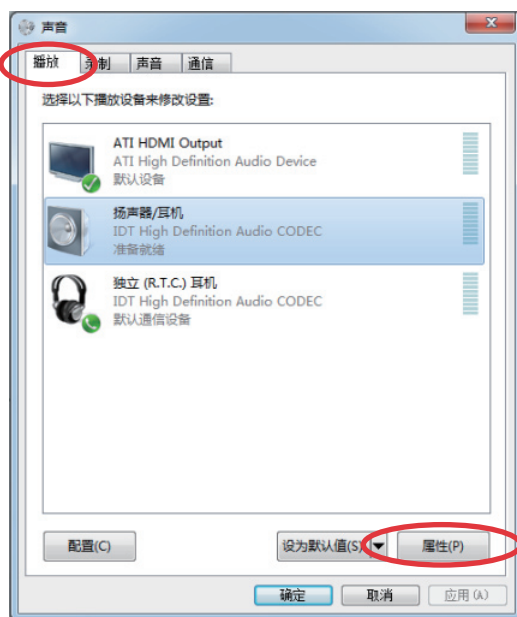 声音
播放 录制 声音 通信
选择以下播放设备来修改设置:
ATI HDMI Output
ATI High Definition Audio Device
默认设备
扬声器/耳机
IDT High Definition Audio CODEC
准备就绪
独立 (R.T.C.) 耳机
IDT High Definition Audio CODEC
默认通信设备
配置(C) 设为默认值(S) 属性(P)
确定 取消 应用(A)